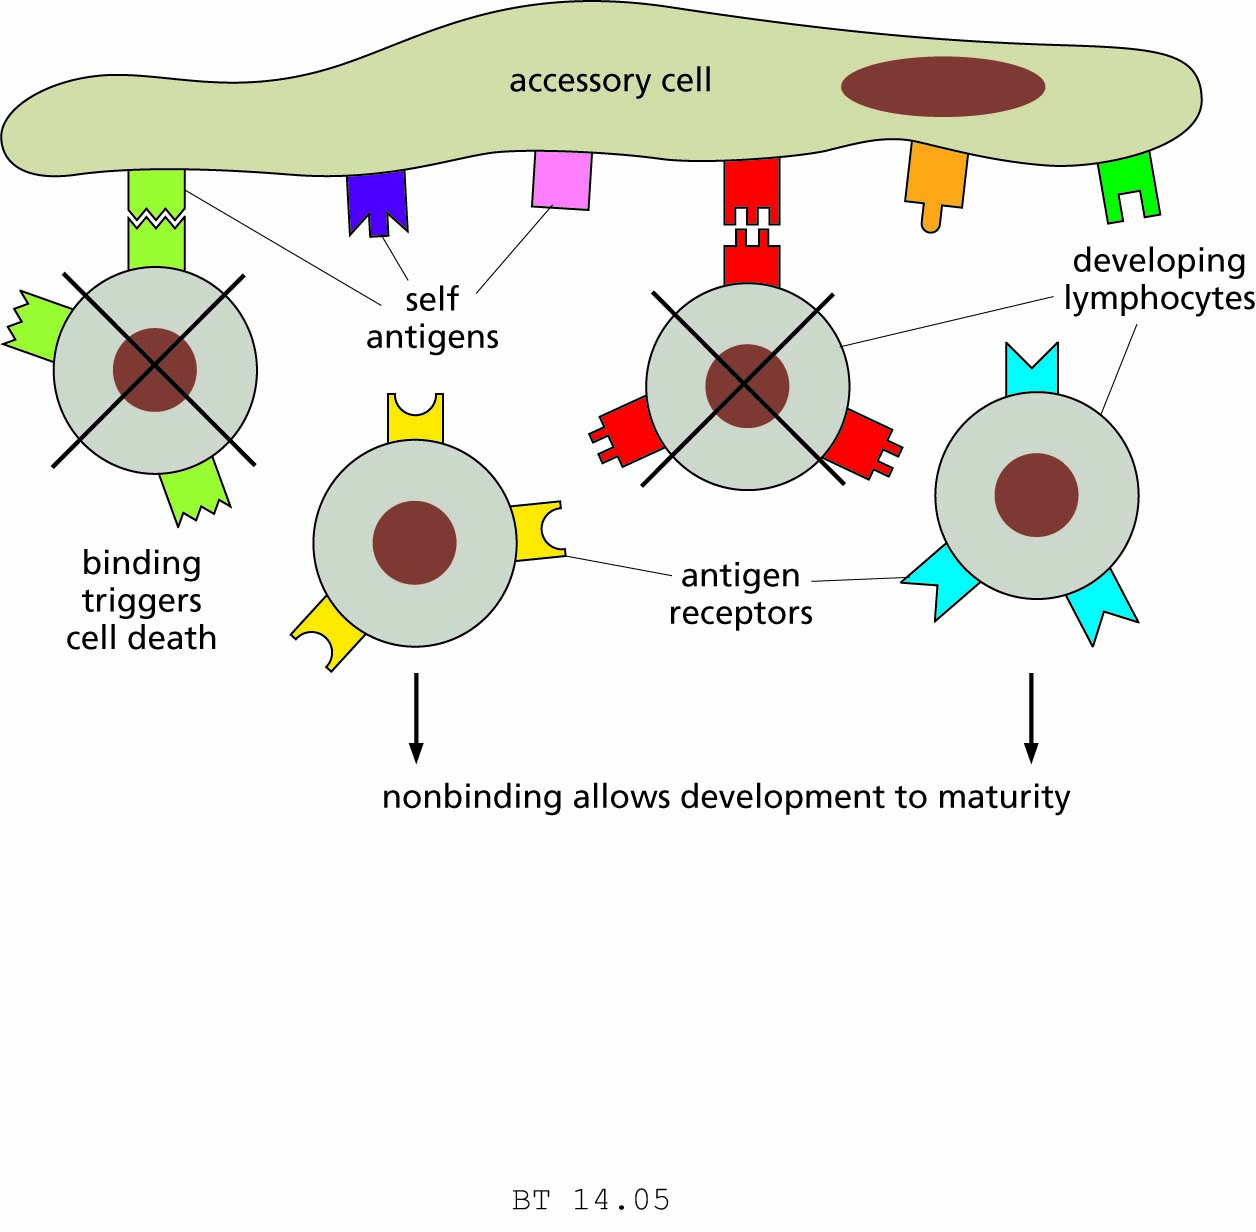 accessory cell
self
antigens
developing
lymphocytes
binding
triggers
cell death
antigen
receptors
nonbinding allows development to maturity
BT 14.05